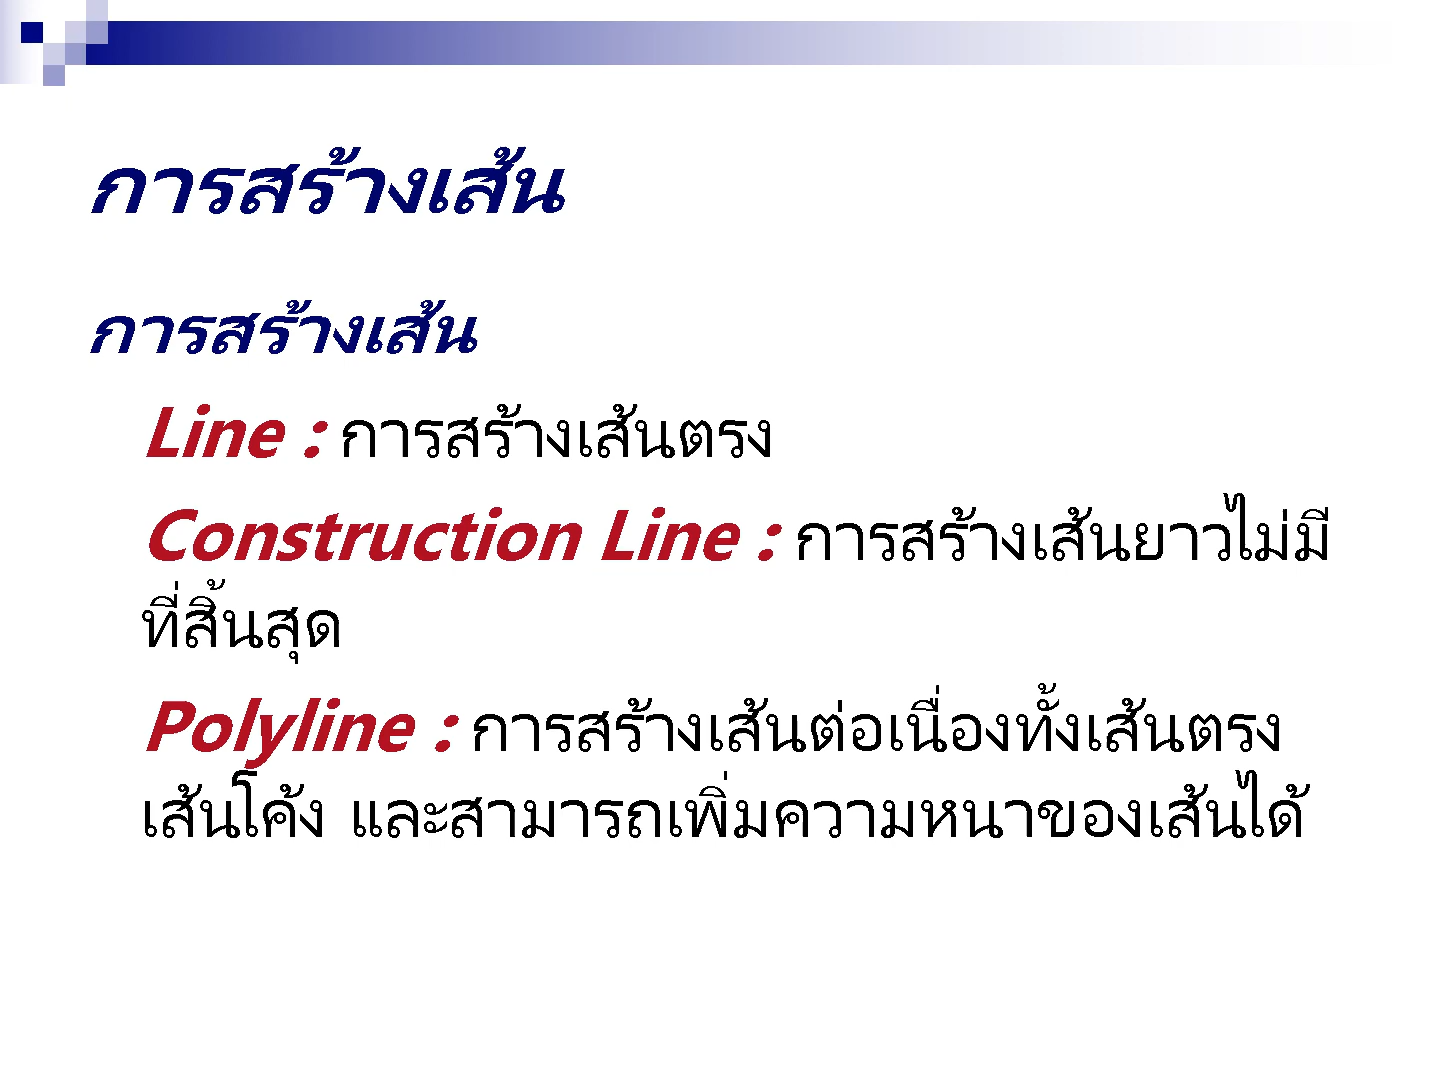 การสร้างเส้น
การสร้างเส้น
Line : การสร้างเส้นตรง
Construction Line : การสร้างเส้นยาวไม่มี
ที่สิ้นสุด
Polyline : การสร้างเส้นต่อเนื่องทั้งเส้นตรง
เส้นโค้ง และสามารถเพิ่มความหนาของเส้นได้